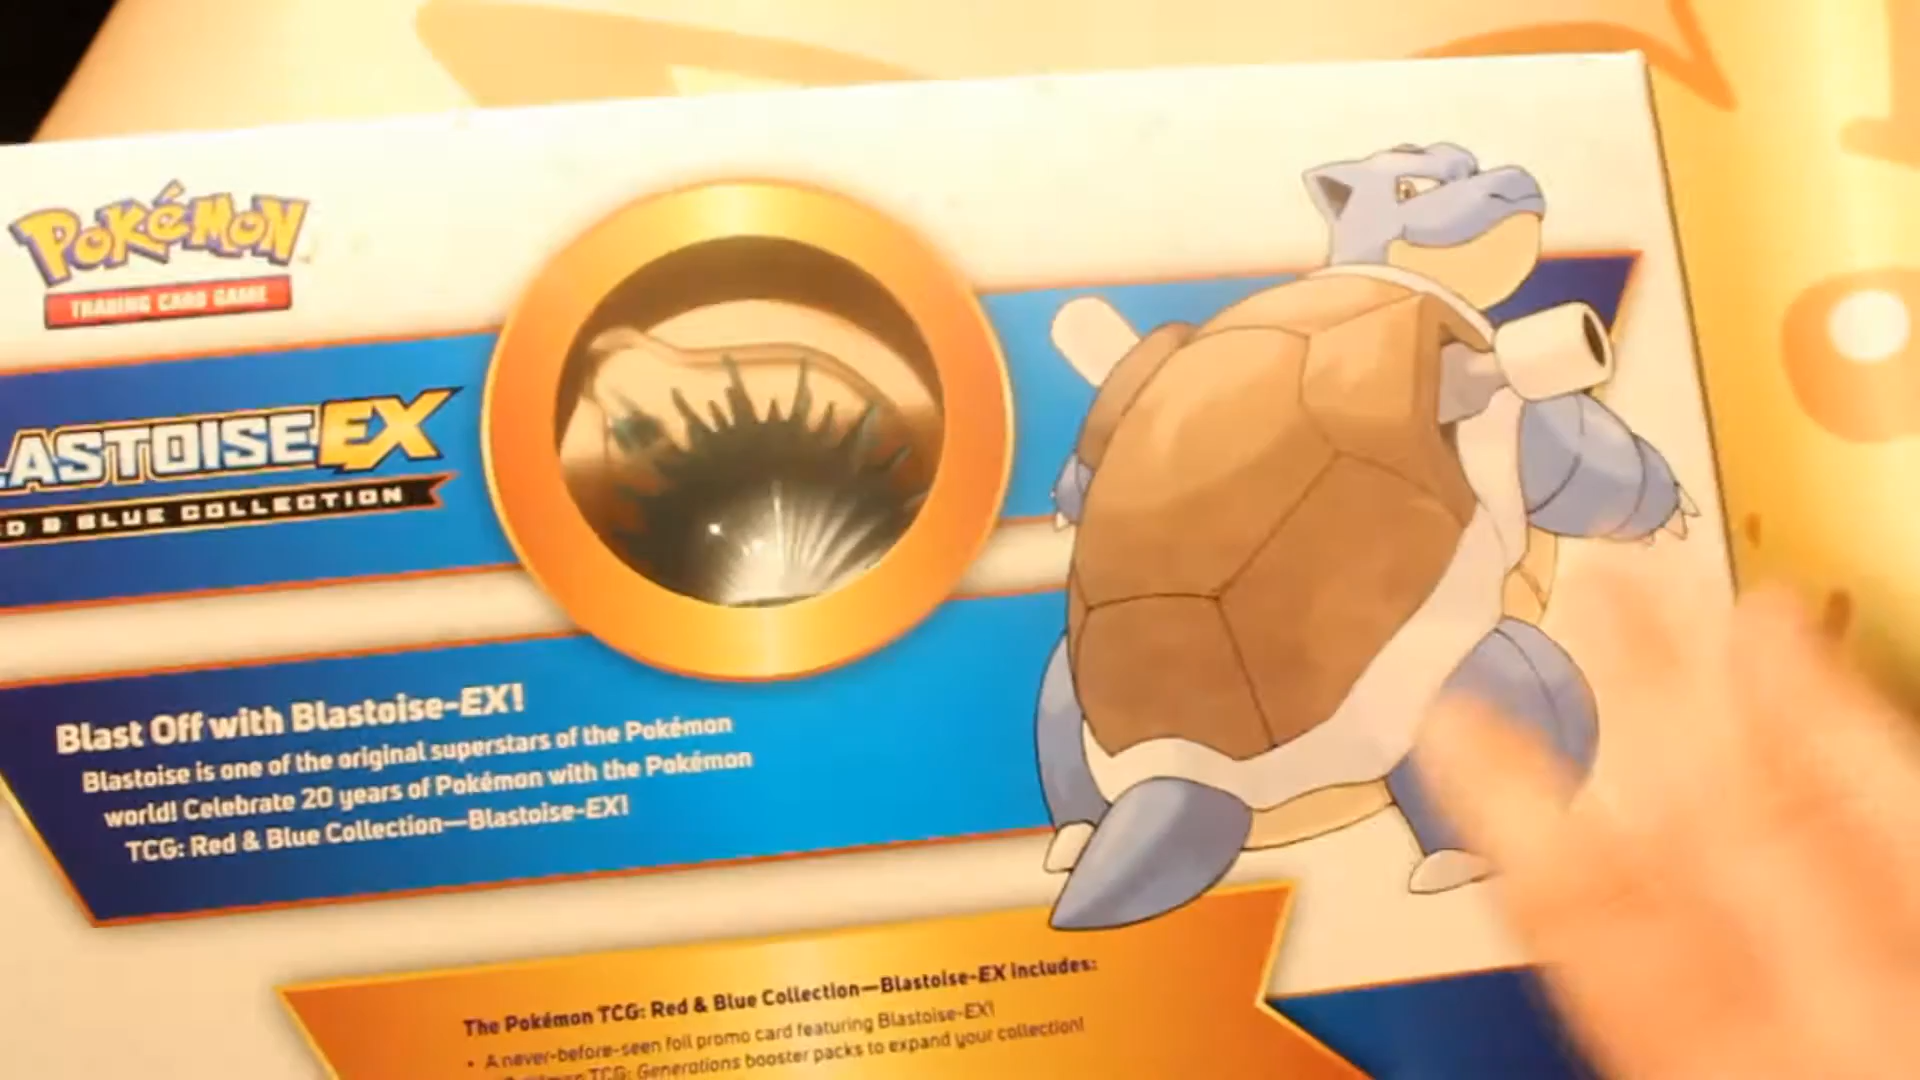 POKéMON
TRADING CARD GAME
LASTOISE EX
D & BLUE COLLECTION
Blast Off with Blastoise-EX!
Blastoise is one of the original superstars of the Pokémon
world! Celebrate 20 years of Pokémon with the Pokémon
TCG: Red & Blue Collection—Blastoise-EX!
The Pokémon TCG: Red & Blue Collection—Blastoise-EX includes:
• A never-before-seen foil promo card featuring Blastoise-EX!
Pokémon TCG: Generations booster packs to expand your collection!